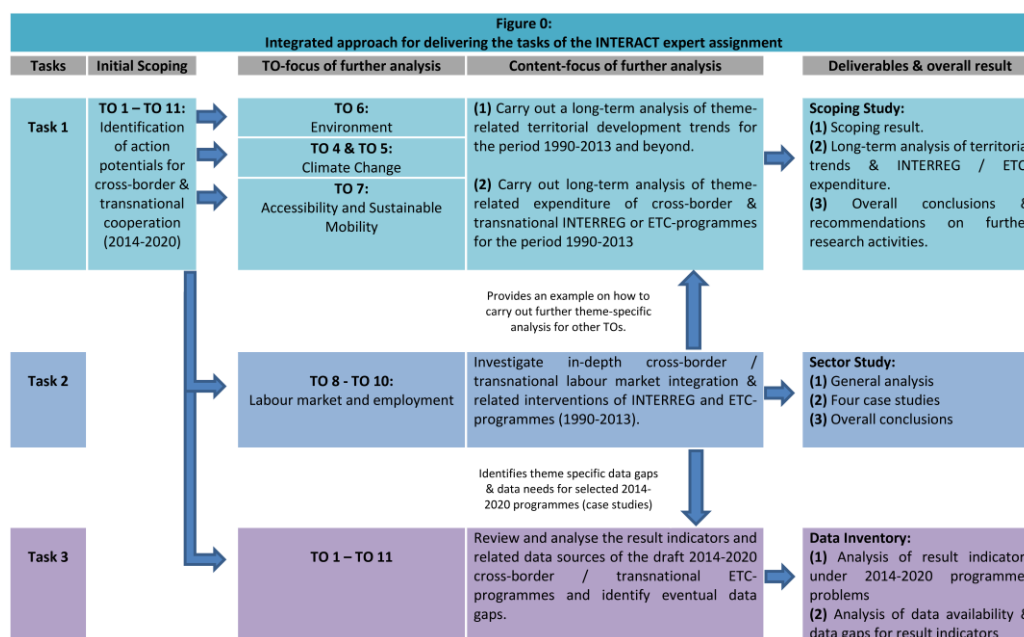 Figure 0:
Integrated approach for delivering the tasks of the INTERACT expert assignment
Tasks
Initial Scoping
TO-focus of further analysis
Content-focus of further analysis
Deliverables & overall result
Task 1
TO 1 – TO 11:
Identification
of action
potentials for
cross-border &
transnational
cooperation
(2014-2020)
TO 6:
Environment
TO 4 & TO 5:
Climate Change
TO 7:
Accessibility and Sustainable
Mobility
(1) Carry out a long-term analysis of theme-
related territorial development trends for
the period 1990-2013 and beyond.
(2) Carry out long-term analysis of theme-
related expenditure of cross-border &
transnational INTERREG or ETC-programmes
for the period 1990-2013
Scoping Study:
(1) Scoping result.
(2) Long-term analysis of territoria
trends & INTERREG / ETC
expenditure.
(3) Overall conclusions &
recommendations on furthe
research activities.
Provides an example on how to
carry out further theme-specific
analysis for other TOs.
Task 2
TO 8 - TO 10:
Labour market and employment
Investigate in-depth cross-border /
transnational labour market integration &
related interventions of INTERREG and ETC-
programmes (1990-2013).
Sector Study:
(1) General analysis
(2) Four case studies
(3) Overall conclusions
Identifies theme specific data gaps
& data needs for selected 2014-
2020 programmes (case studies)
Task 3
TO 1 – TO 11
Review and analyse the result indicators and
related data sources of the draft 2014-2020
cross-border / transnational ETC-
programmes and identify eventual data
gaps.
Data Inventory:
(1) Analysis of result indicator
under 2014-2020 programme
problems
(2) Analysis of data availability &
data gaps for result indicators